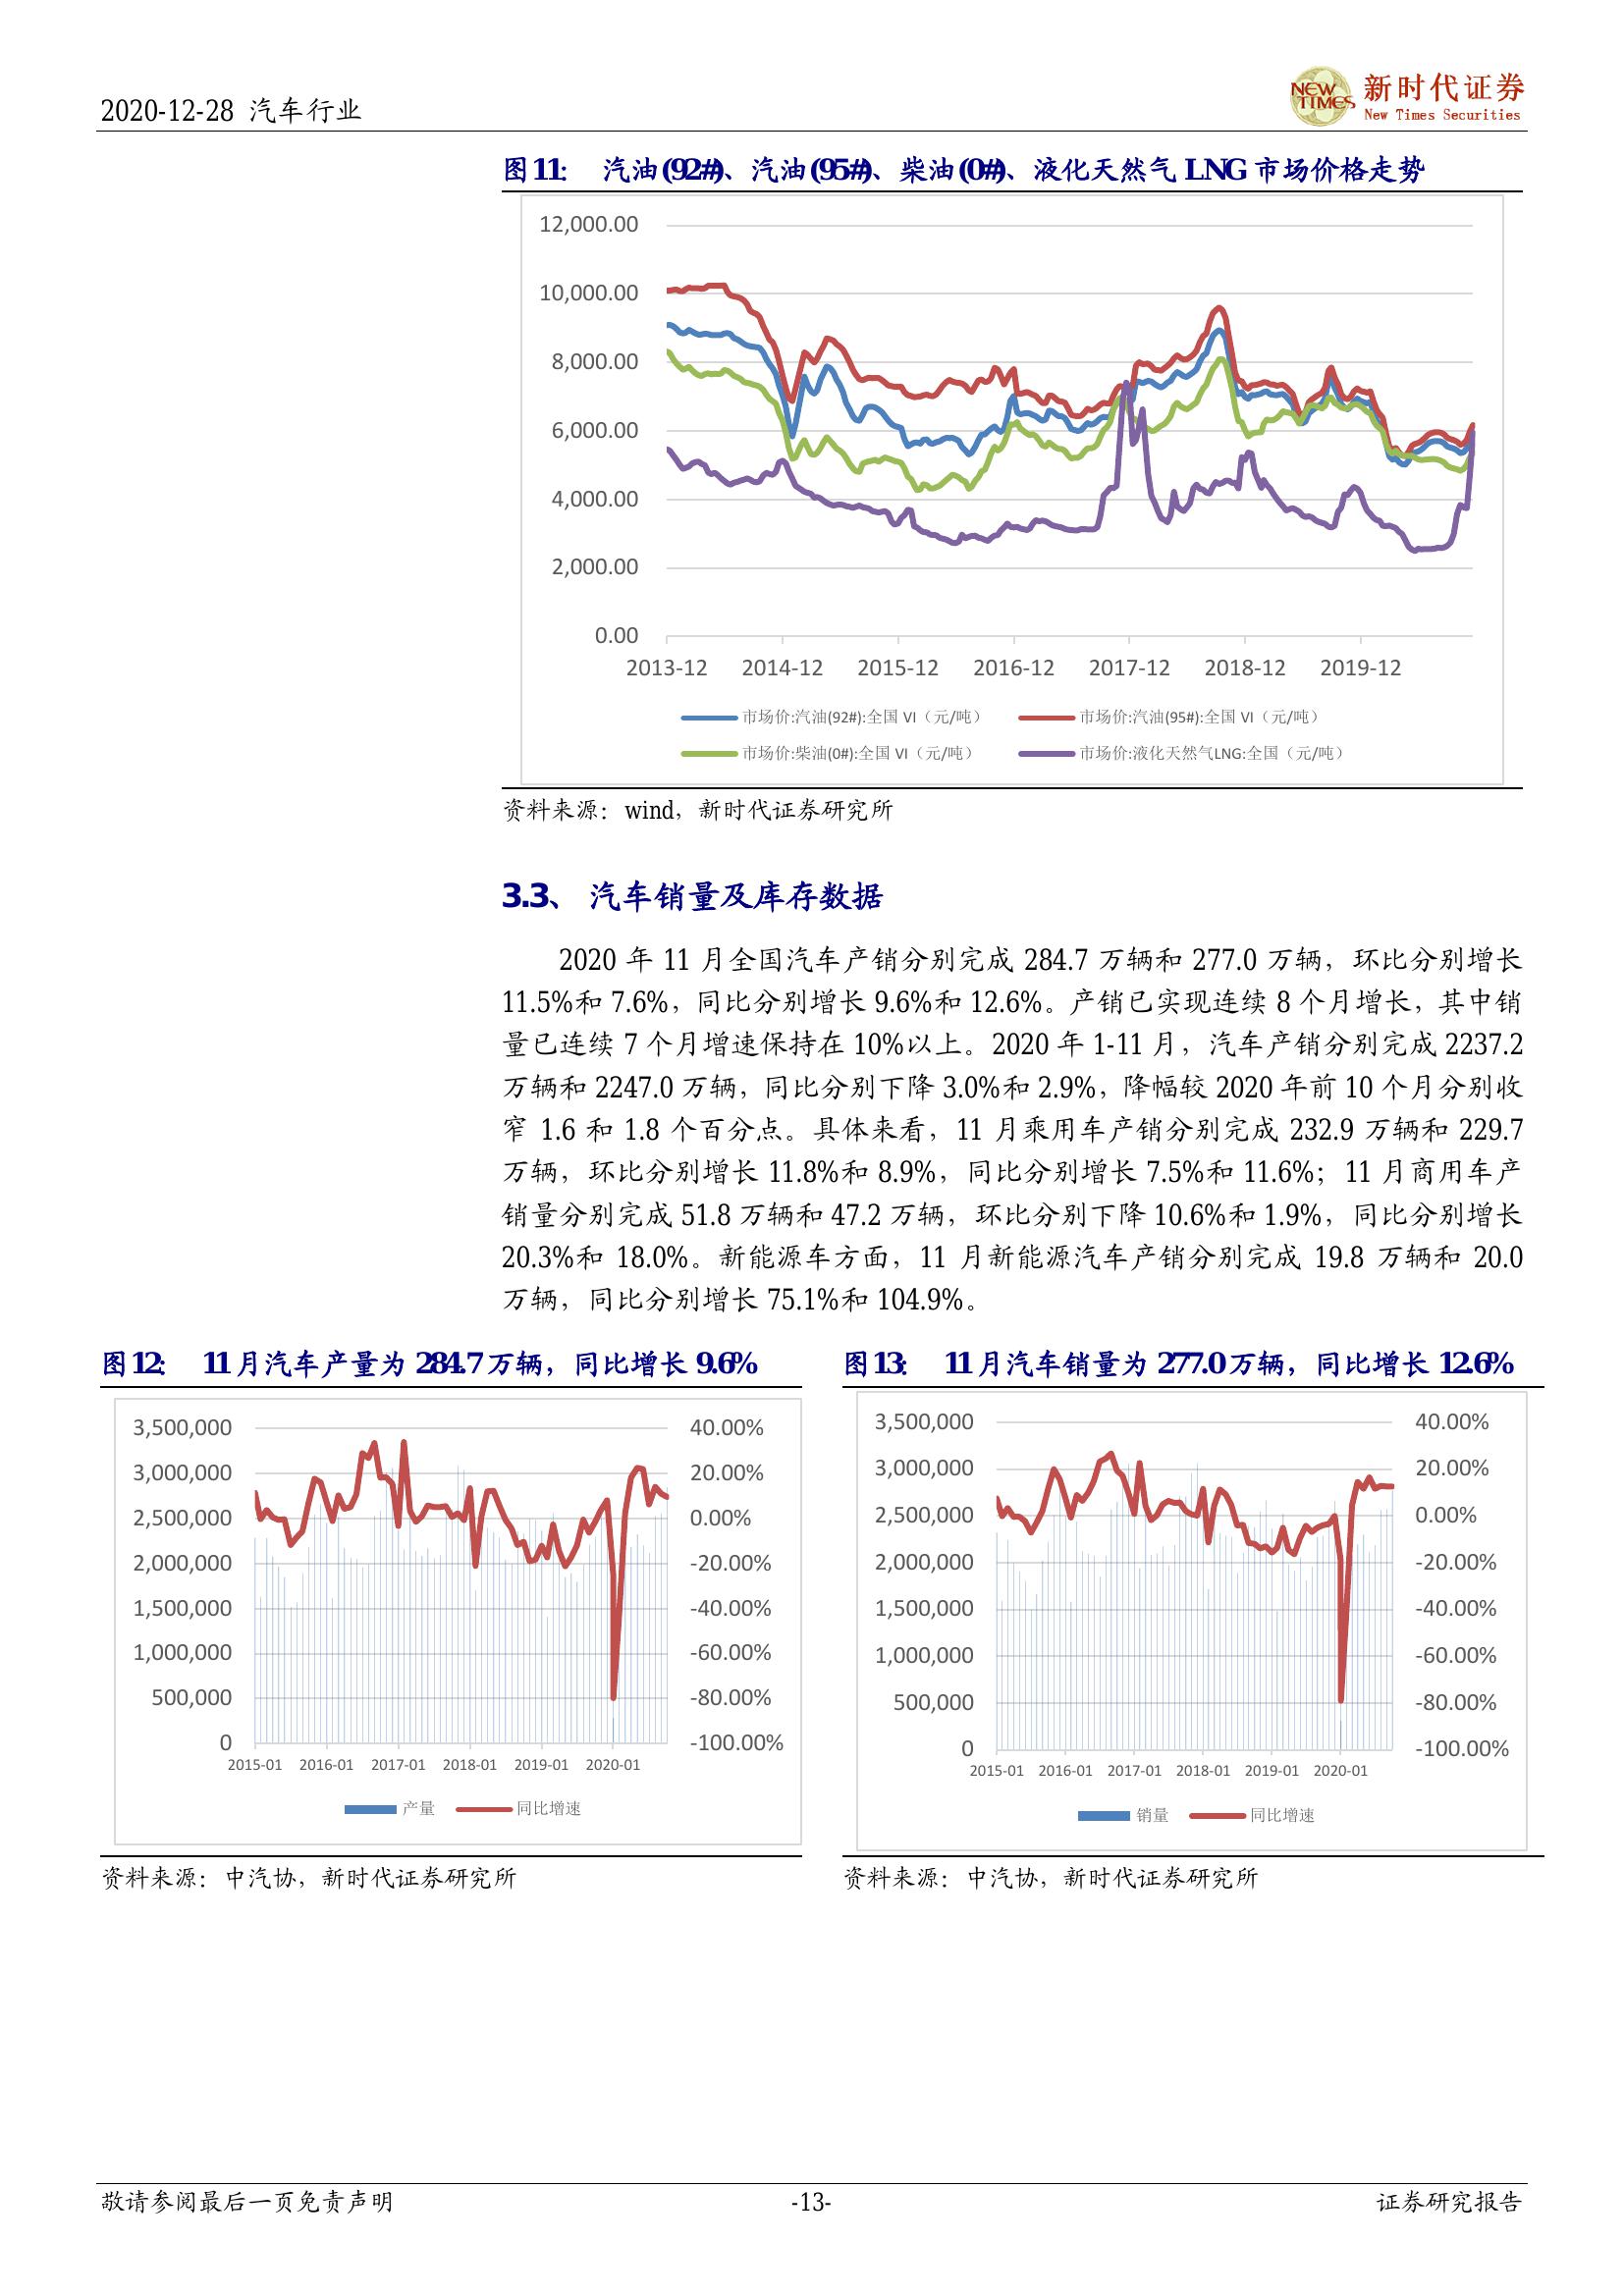 2020-12-28 汽车行业
NEW TIMES
新时代证券
New Times Securities
图11： 汽油(92#)、汽油(95#)、柴油(0#)、液化天然气 LNG 市场价格走势
12,000.00
10,000.00
8,000.00
6,000.00
4,000.00
2,000.00
0.00
2013-12 2014-12 2015-12 2016-12 2017-12 2018-12 2019-12
市场价:汽油(92#):全国 VI（元/吨） 市场价:汽油(95#):全国 VI（元/吨）
市场价:柴油(0#):全国 VI（元/吨） 市场价:液化天然气LNG:全国（元/吨）
资料来源：wind，新时代证券研究所
3.3、 汽车销量及库存数据
2020 年 11 月全国汽车产销分别完成 284.7 万辆和 277.0 万辆，环比分别增长
11.5%和 7.6%，同比分别增长 9.6%和 12.6%。产销已实现连续 8 个月增长，其中销
量已连续 7 个月增速保持在 10%以上。2020 年 1-11 月，汽车产销分别完成 2237.2
万辆和 2247.0 万辆，同比分别下降 3.0%和 2.9%，降幅较 2020 年前 10 个月分别收
窄 1.6 和 1.8 个百分点。具体来看，11 月乘用车产销分别完成 232.9 万辆和 229.7
万辆，环比分别增长 11.8%和 8.9%，同比分别增长 7.5%和 11.6%；11 月商用车产
销量分别完成 51.8 万辆和 47.2 万辆，环比分别下降 10.6%和 1.9%，同比分别增长
20.3%和 18.0%。新能源车方面，11 月新能源汽车产销分别完成 19.8 万辆和 20.0
万辆，同比分别增长 75.1%和 104.9%。
图12： 11 月汽车产量为 284.7 万辆，同比增长 9.6%
3,500,000 40.00%
3,000,000 20.00%
2,500,000 0.00%
2,000,000 -20.00%
1,500,000 -40.00%
1,000,000 -60.00%
500,000 -80.00%
0 -100.00%
2015-01 2016-01 2017-01 2018-01 2019-01 2020-01
产量 同比增速
资料来源：中汽协，新时代证券研究所
图13： 11 月汽车销量为 277.0 万辆，同比增长 12.6%
3,500,000 40.00%
3,000,000 20.00%
2,500,000 0.00%
2,000,000 -20.00%
1,500,000 -40.00%
1,000,000 -60.00%
500,000 -80.00%
0 -100.00%
2015-01 2016-01 2017-01 2018-01 2019-01 2020-01
销量 同比增速
资料来源：中汽协，新时代证券研究所
敬请参阅最后一页免责声明 -13- 证券研究报告